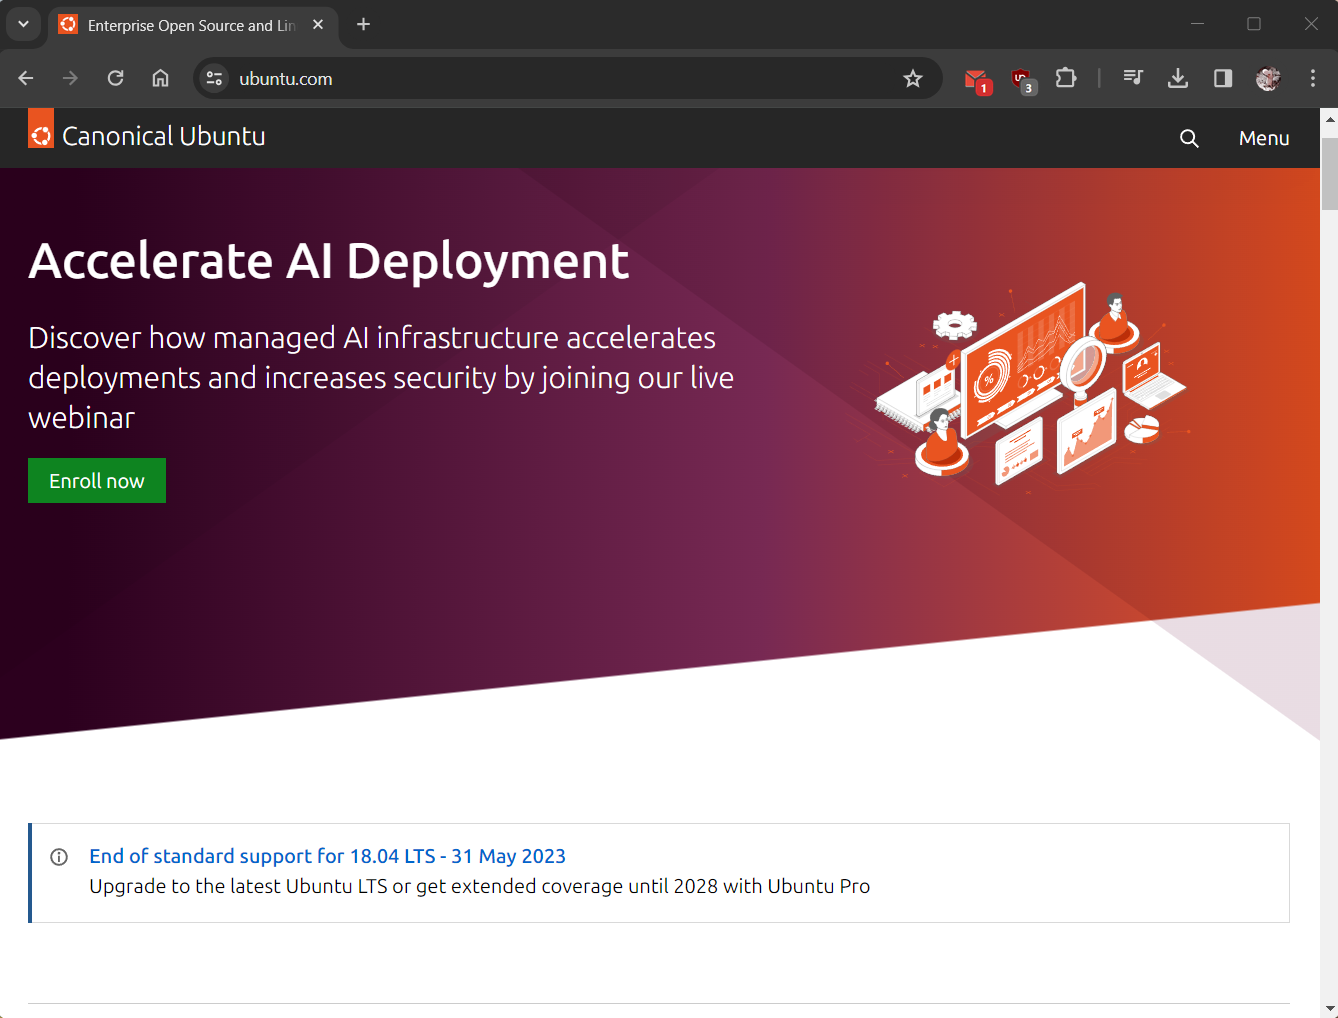 Enterprise Open Source and Lin
ubuntu.com
1
3
Canonical Ubuntu
Menu
Accelerate AI Deployment
Discover how managed AI infrastructure accelerates
deployments and increases security by joining our live
webinar
%
Enroll now
End of standard support for 18.04 LTS - 31 May 2023
Upgrade to the latest Ubuntu LTS or get extended coverage until 2028 with Ubuntu Pro